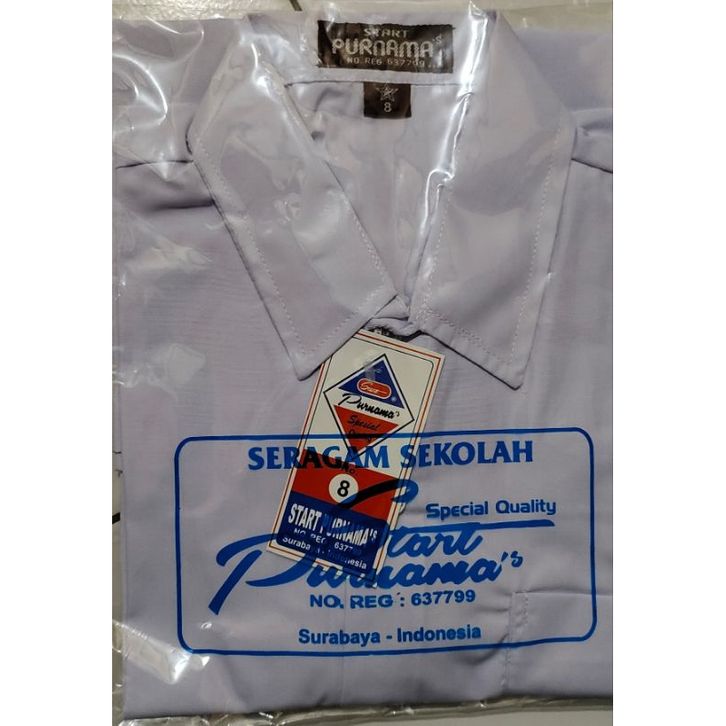 START
PURNAMA's
NO. REG 637799
8
Purnama's
Special
8
START PURNAMA'S
SERAGAM SEKOLAH
Special Quality
Start
Purnama's
NO. REG : 637799
Surabaya - Indonesia